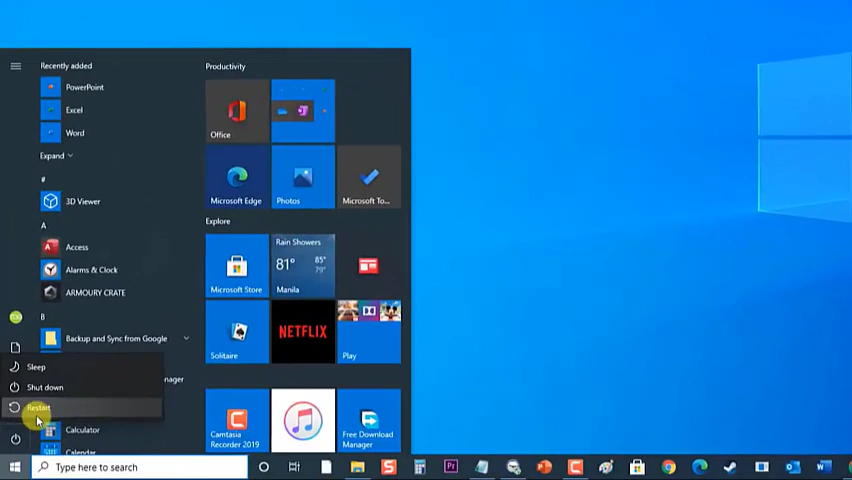 Recently added
PowerPoint
Excel
Word
Expand
#
3D Viewer
A
Access
Alarms & Clock
ARMOURY CRATE
B
Backup and Sync from Google
Sleep
Shut down
Restart
Calculator
Calendar
Productivity
Office
Microsoft Edge
Photos
Microsoft To...
Explore
Microsoft Store
Rain Showers
81° 85°
79°
Manila
Solitaire
NETFLIX
Play
Camtasia
Recorder 2019
Free Download
Manager
Type here to search
Pr